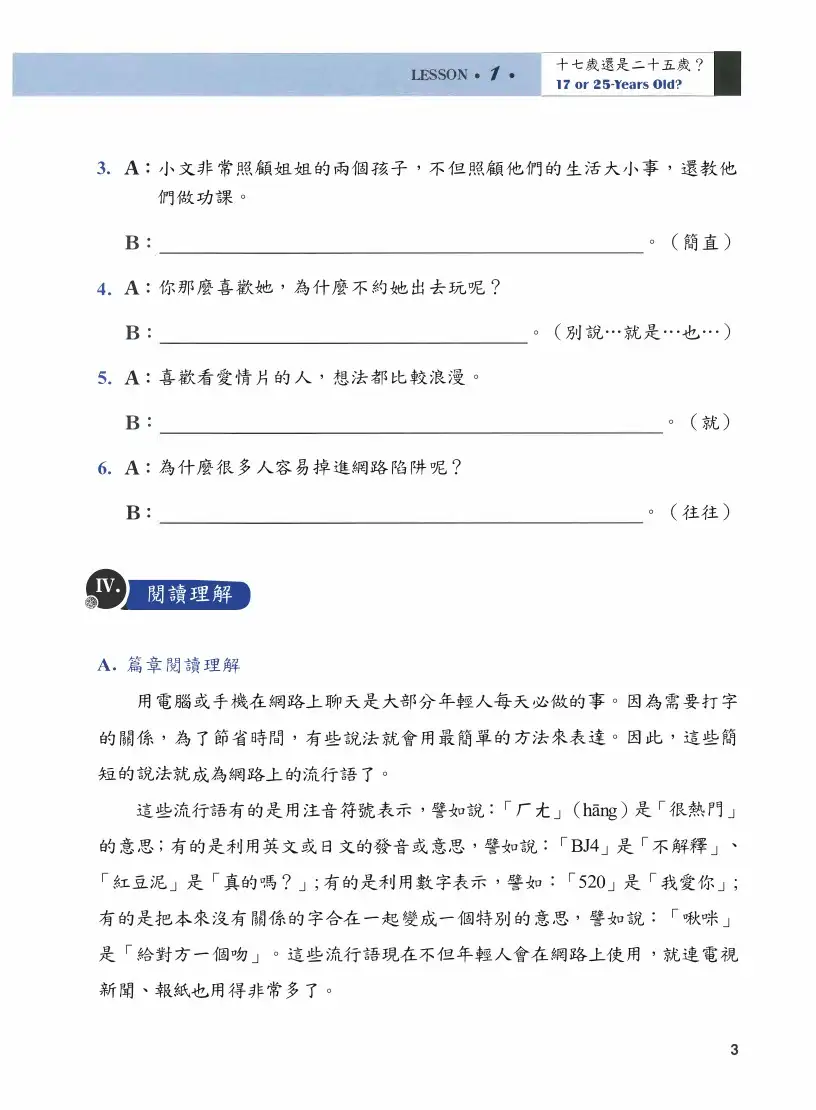 LESSON • 1 •
十七歲還是二十五歲？
17 or 25-Years Old?
3. A：小文非常照顧姐姐的兩個孩子，不但照顧他們的生活大小事，還教他
們做功課。
B：＿＿＿＿＿＿＿＿＿＿＿＿＿＿＿＿。（簡直）
4. A：你那麼喜歡她，為什麼不約她出去玩呢？
B：＿＿＿＿＿＿＿＿＿＿＿＿。（別說…就是…也…）
5. A：喜歡看愛情片的人，想法都比較浪漫。
B：＿＿＿＿＿＿＿＿＿＿＿＿＿＿＿＿。（就）
6. A：為什麼很多人容易掉進網路陷阱呢？
B：＿＿＿＿＿＿＿＿＿＿＿＿＿＿＿＿。（往往）
IV. 閱讀理解
A. 篇章閱讀理解
用電腦或手機在網路上聊天是大部分年輕人每天必做的事。因為需要打字
的關係，為了節省時間，有些說法就會用最簡單的方法來表達。因此，這些簡
短的說法就成為網路上的流行語了。
這些流行語有的是用注音符號表示，譬如說：「ㄏㄤ」（hāng）是「很熱門」
的意思；有的是利用英文或日文的發音或意思，譬如說：「BJ4」是「不解釋」、
「紅豆泥」是「真的嗎？」；有的是利用數字表示，譬如：「520」是「我愛你」；
有的是把本來沒有關係的字合在一起變成一個特別的意思，譬如說：「啾咪」
是「給對方一個吻」。這些流行語現在不但年輕人會在網路上使用，就連電視
新聞、報紙也用得非常多了。
3